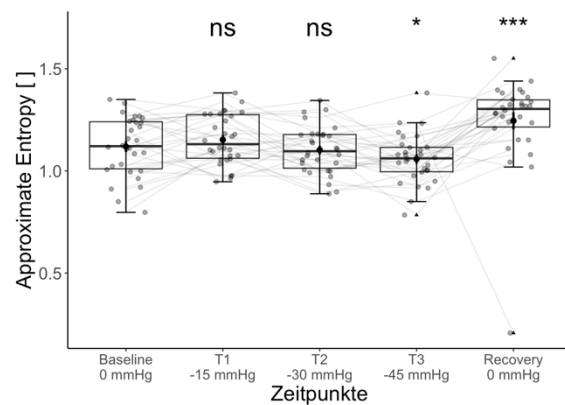 ns ns * ***
Approximate Entropy [ ]
1.5
1.0
0.5
Baseline T1 T2 T3 Recovery
0 mmHg -15 mmHg -30 mmHg -45 mmHg 0 mmHg
Zeitpunkte